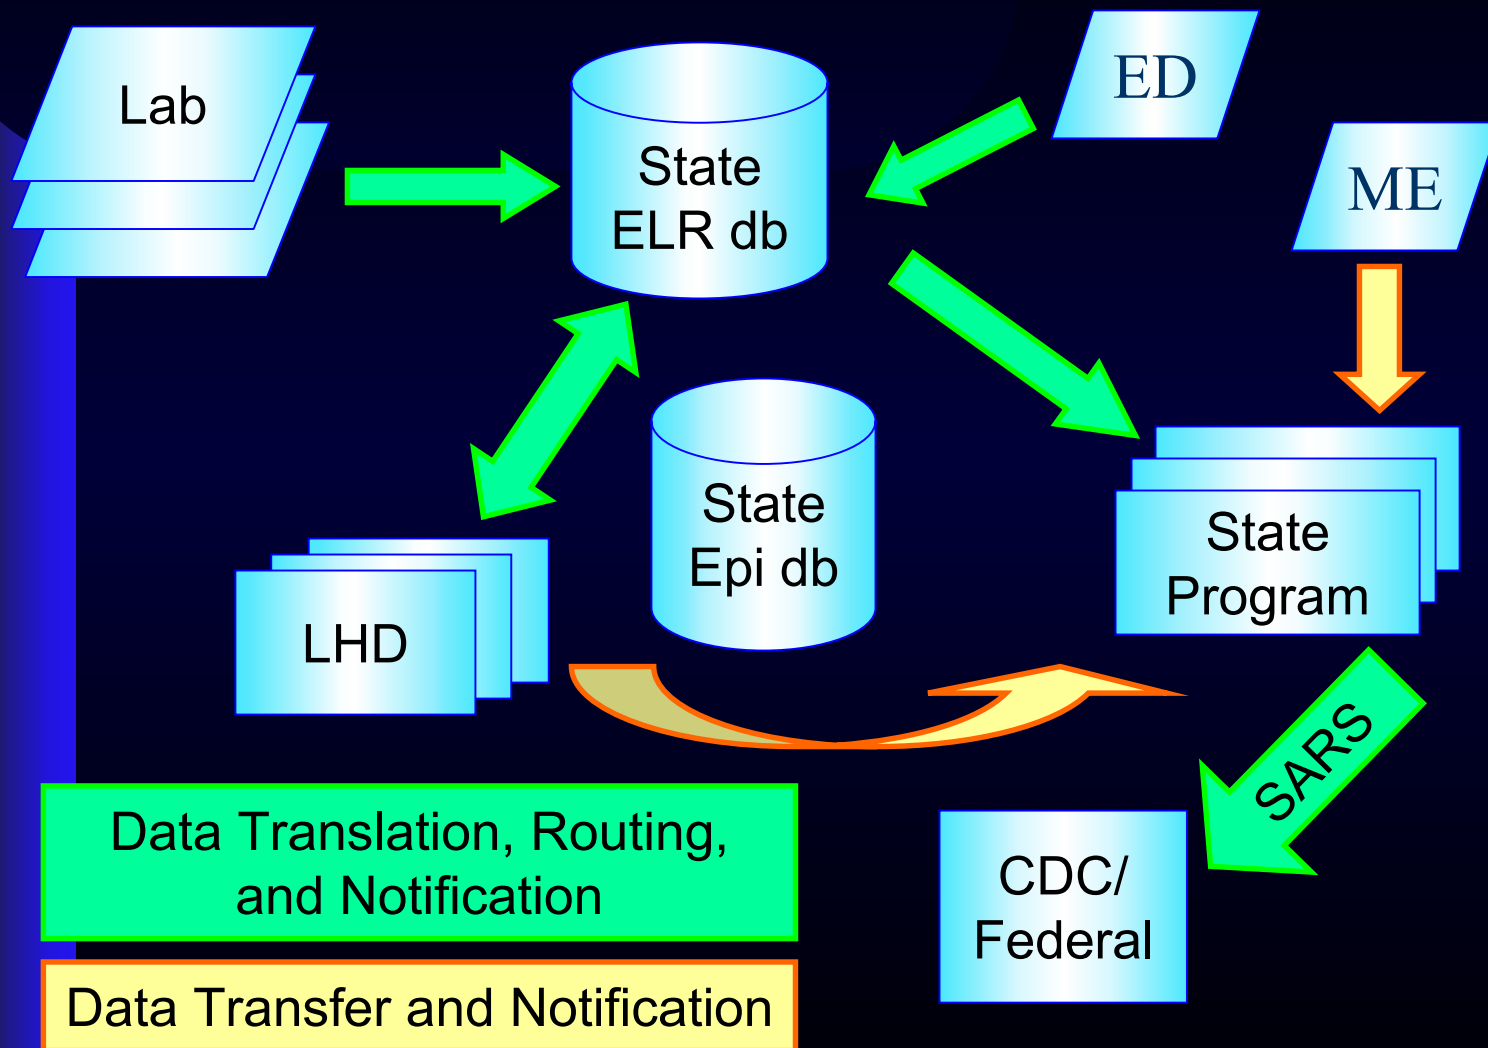 Lab
State
ELR db
ED
ME
State
Epi db
State
Program
LHD
SARS
Data Translation, Routing,
and Notification
CDC/
Federal
Data Transfer and Notification